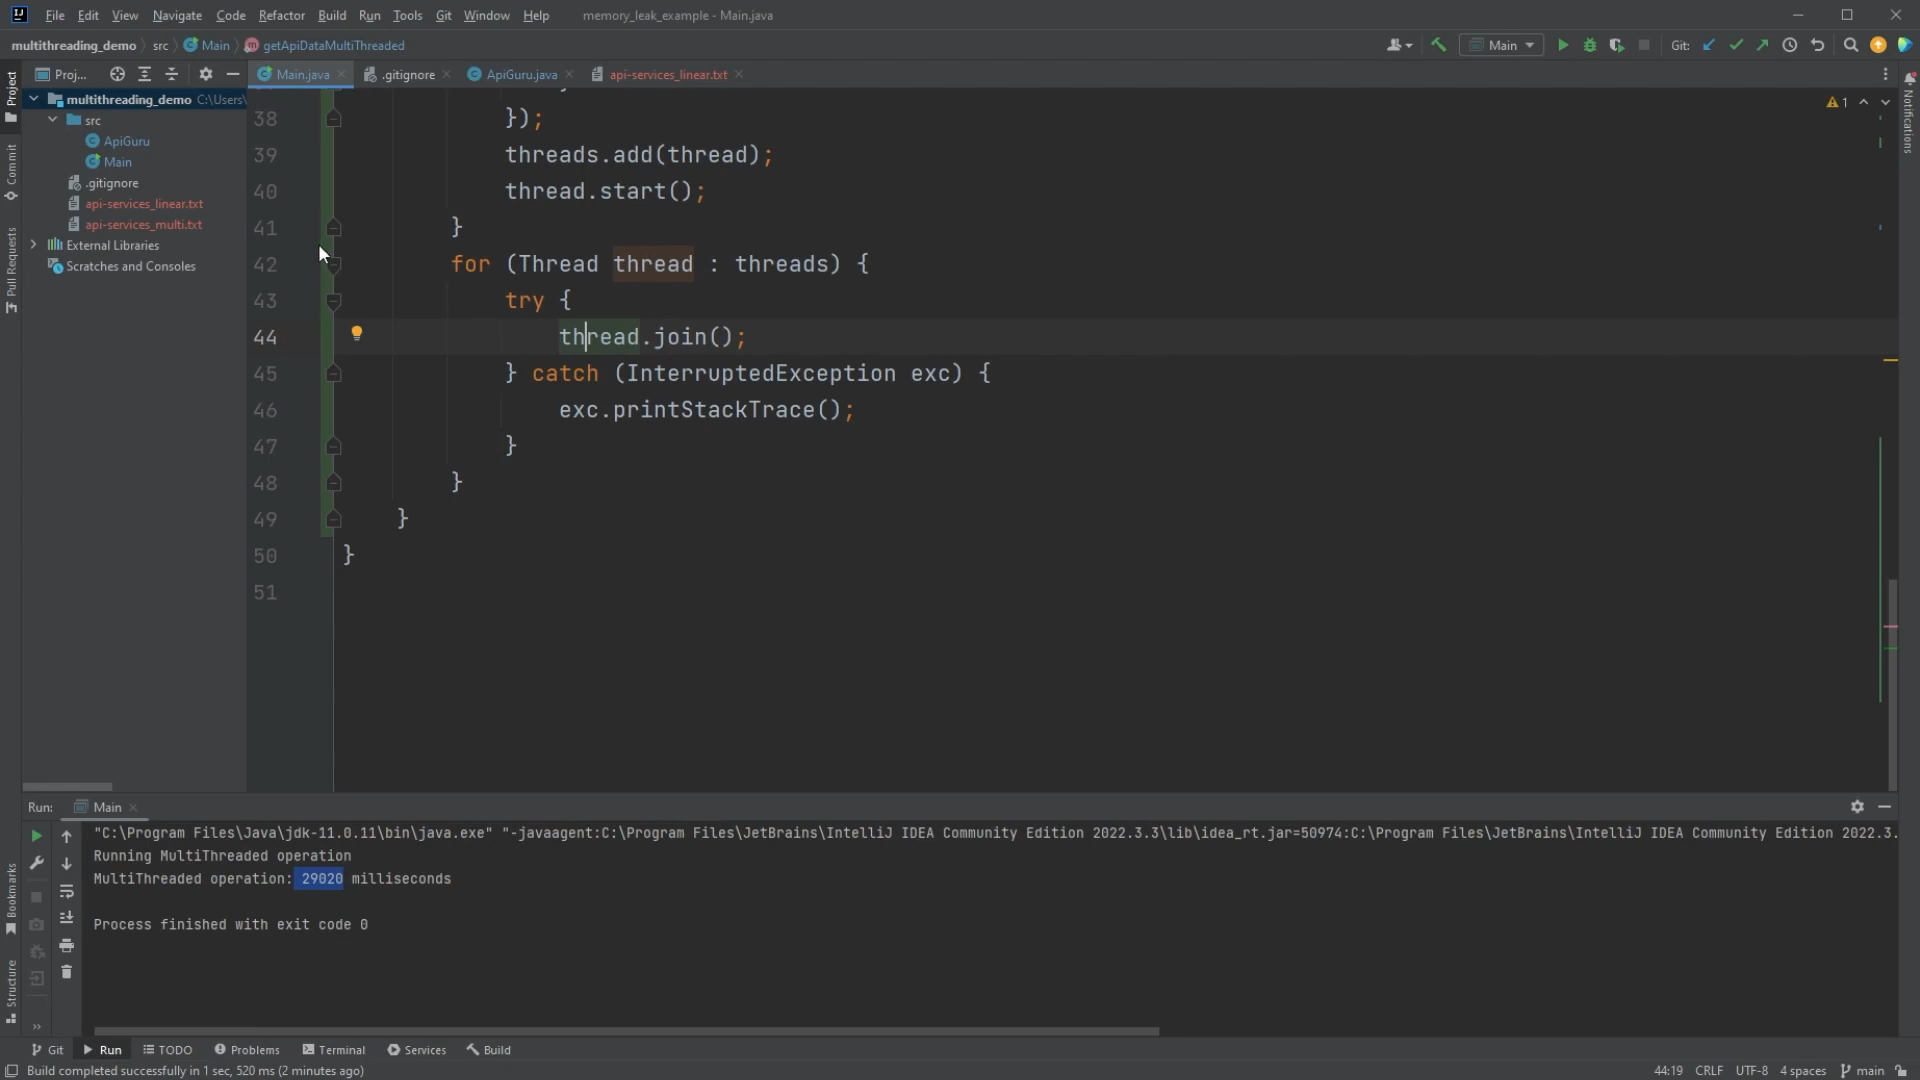 File Edit View Navigate Code Refactor Build Run Tools Git Window Help memory_leak_example - Main.java
multithreading_demo src Main getApiDataMultiThreaded
Main Git:
Proj... Main.java .gitignore ApiGuru.java api-services_linear.txt
Project
Commit
Pull Requests
Bookmarks
Structure
Notifications
multithreading_demo C:\Users\
src
ApiGuru
Main
.gitignore
api-services_linear.txt
api-services_multi.txt
External Libraries
Scratches and Consoles
1
38 });
39 threads.add(thread);
40 thread.start();
41 }
42 for (Thread thread : threads) {
43 try {
44 thread.join();
45 } catch (InterruptedException exc) {
46 exc.printStackTrace();
47 }
48 }
49 }
50 }
51
Run: Main
"C:\Program Files\Java\jdk-11.0.11\bin\java.exe" "-javaagent:C:\Program Files\JetBrains\IntelliJ IDEA Community Edition 2022.3.3\lib\idea_rt.jar=50974:C:\Program Files\JetBrains\IntelliJ IDEA Community Edition 2022.3.
Running MultiThreaded operation
MultiThreaded operation: 29020 milliseconds
Process finished with exit code 0
Git Run TODO Problems Terminal Services Build
Build completed successfully in 1 sec, 520 ms (2 minutes ago) 44:19 CRLF UTF-8 4 spaces main